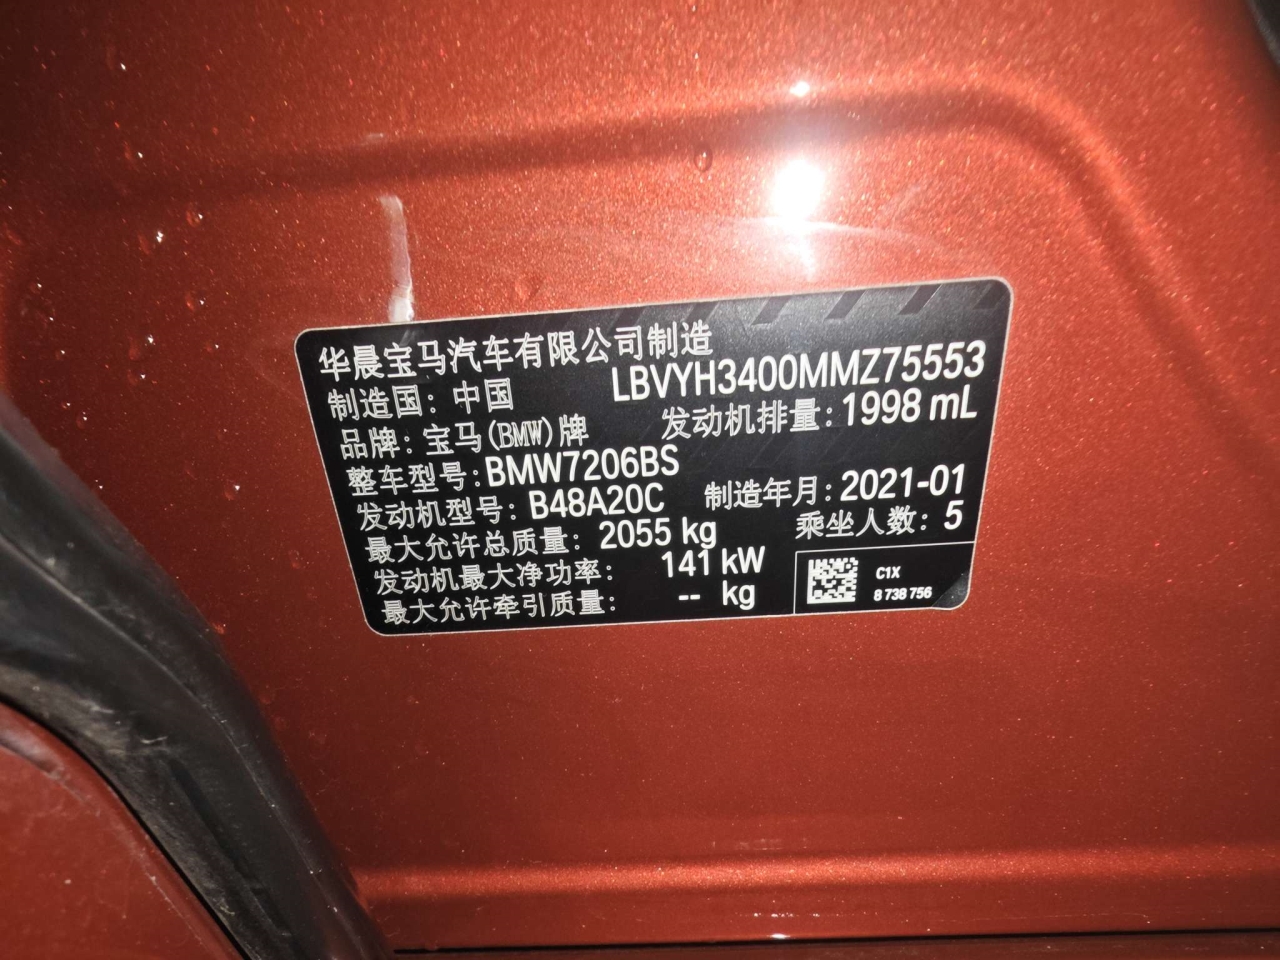 华晨宝马汽车有限公司制造
制造国：中国 LBVYH3400MMZ75553
品牌：宝马(BMW)牌 发动机排量：1998 mL
整车型号：BMW7206BS
发动机型号：B48A20C 制造年月：2021-01
最大允许总质量：2055 kg 乘坐人数：5
发动机最大净功率：141 kW
最大允许牵引质量：-- kg
C1X
8 738 756